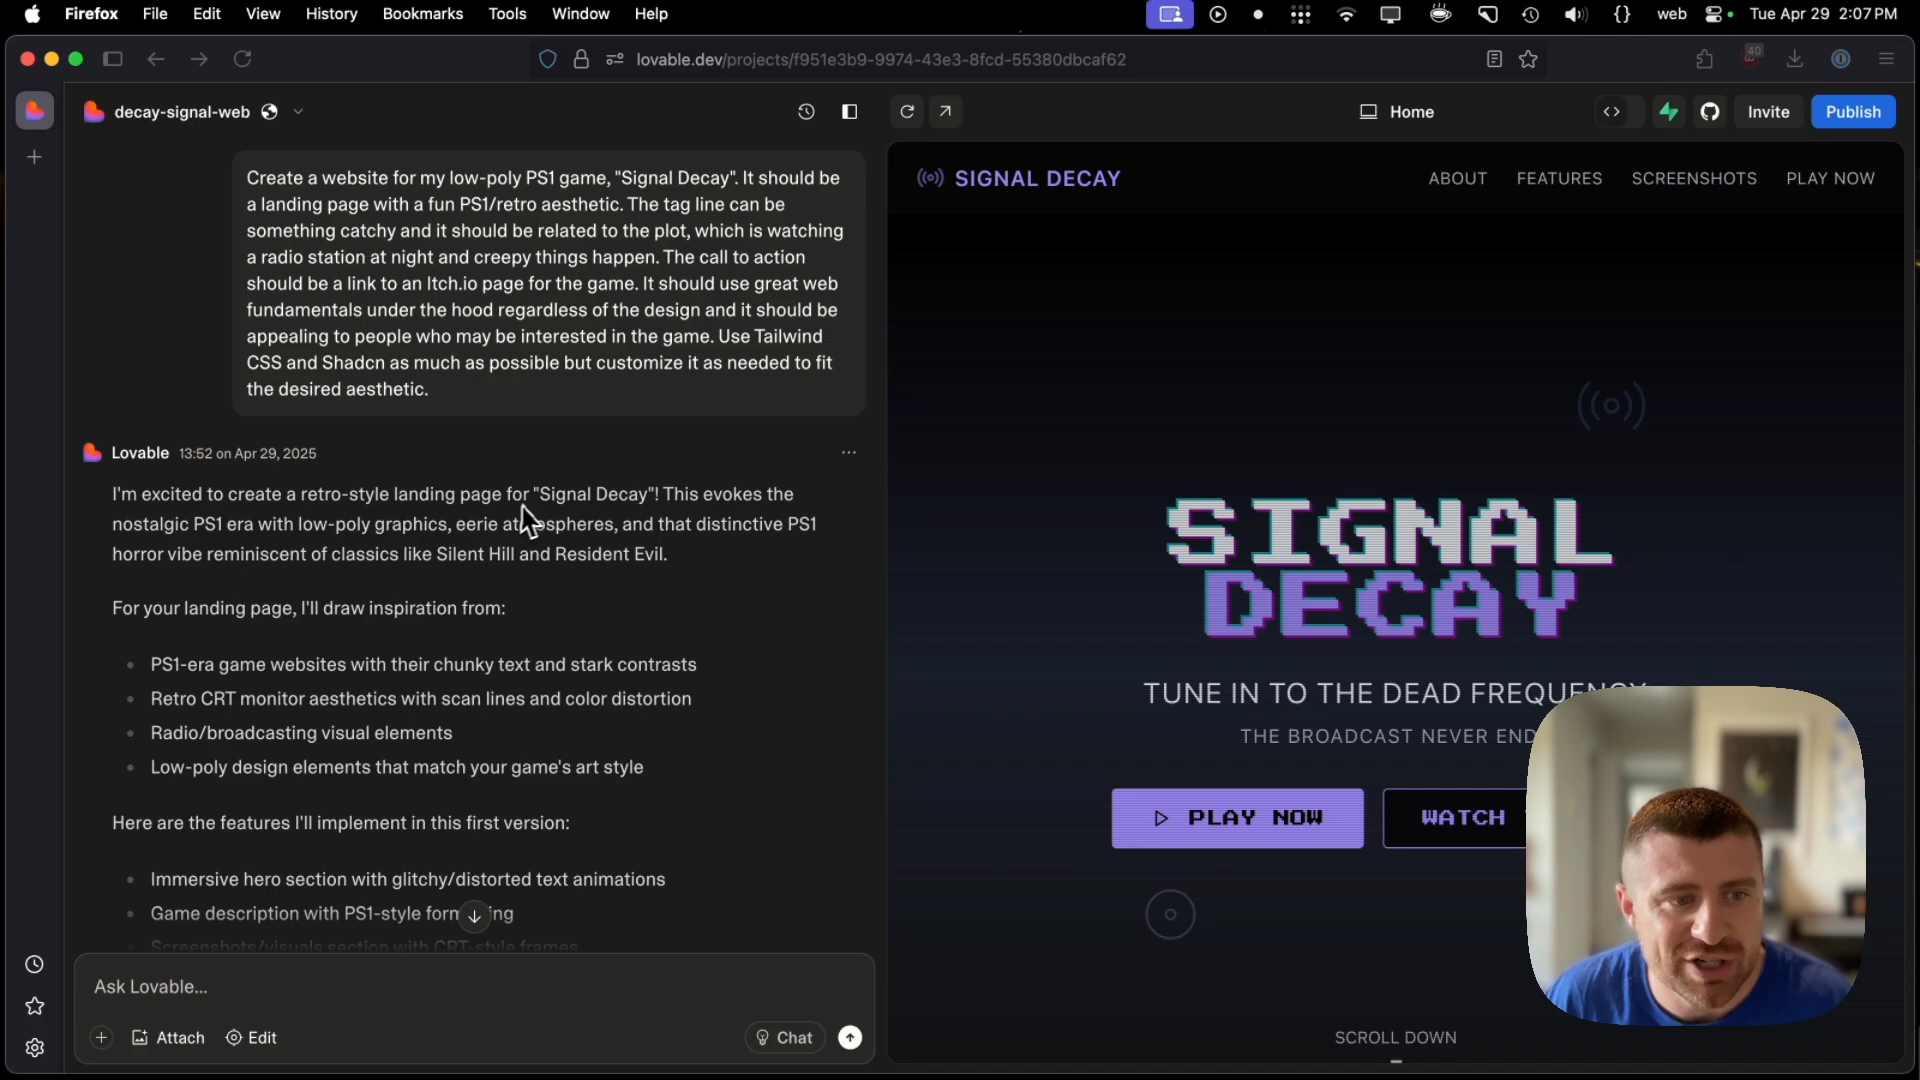 Firefox File Edit View History Bookmarks Tools Window Help
web Tue Apr 29 2:07 PM
lovable.dev/projects/f951e3b9-9974-43e3-8fcd-55380dbcaf62
40
decay-signal-web
Home
Invite
Publish
Create a website for my low-poly PS1 game, "Signal Decay". It should be
a landing page with a fun PS1/retro aesthetic. The tag line can be
something catchy and it should be related to the plot, which is watching
a radio station at night and creepy things happen. The call to action
should be a link to an Itch.io page for the game. It should use great web
fundamentals under the hood regardless of the design and it should be
appealing to people who may be interested in the game. Use Tailwind
CSS and Shadcn as much as possible but customize it as needed to fit
the desired aesthetic.
Lovable 13:52 on Apr 29, 2025
I'm excited to create a retro-style landing page for "Signal Decay"! This evokes the
nostalgic PS1 era with low-poly graphics, eerie atmospheres, and that distinctive PS1
horror vibe reminiscent of classics like Silent Hill and Resident Evil.
For your landing page, I'll draw inspiration from:
• PS1-era game websites with their chunky text and stark contrasts
• Retro CRT monitor aesthetics with scan lines and color distortion
• Radio/broadcasting visual elements
• Low-poly design elements that match your game's art style
Here are the features I'll implement in this first version:
• Immersive hero section with glitchy/distorted text animations
• Game description with PS1-style formatting
• Screenshots/visuals section with CRT-style frames
Ask Lovable...
Attach
Edit
Chat
SIGNAL DECAY
ABOUT FEATURES SCREENSHOTS PLAY NOW
SIGNAL
DECAY
TUNE IN TO THE DEAD FREQUENCY
THE BROADCAST NEVER END
PLAY NOW
WATCH
SCROLL DOWN